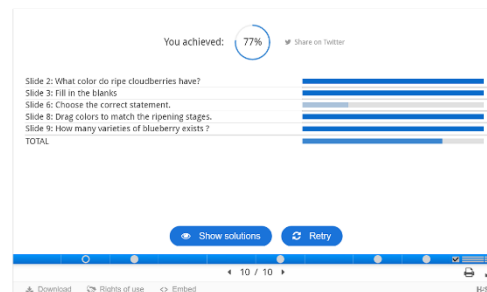 You achieved: 77% Share on Twitter
Slide 2: What color do ripe cloudberries have?
Slide 3: Fill in the blanks
Slide 6: Choose the correct statement.
Slide 8: Drag colors to match the ripening stages.
Slide 9: How many varieties of blueberry exists ?
TOTAL
Show solutions Retry
10 / 10
Download Rights of use Embed